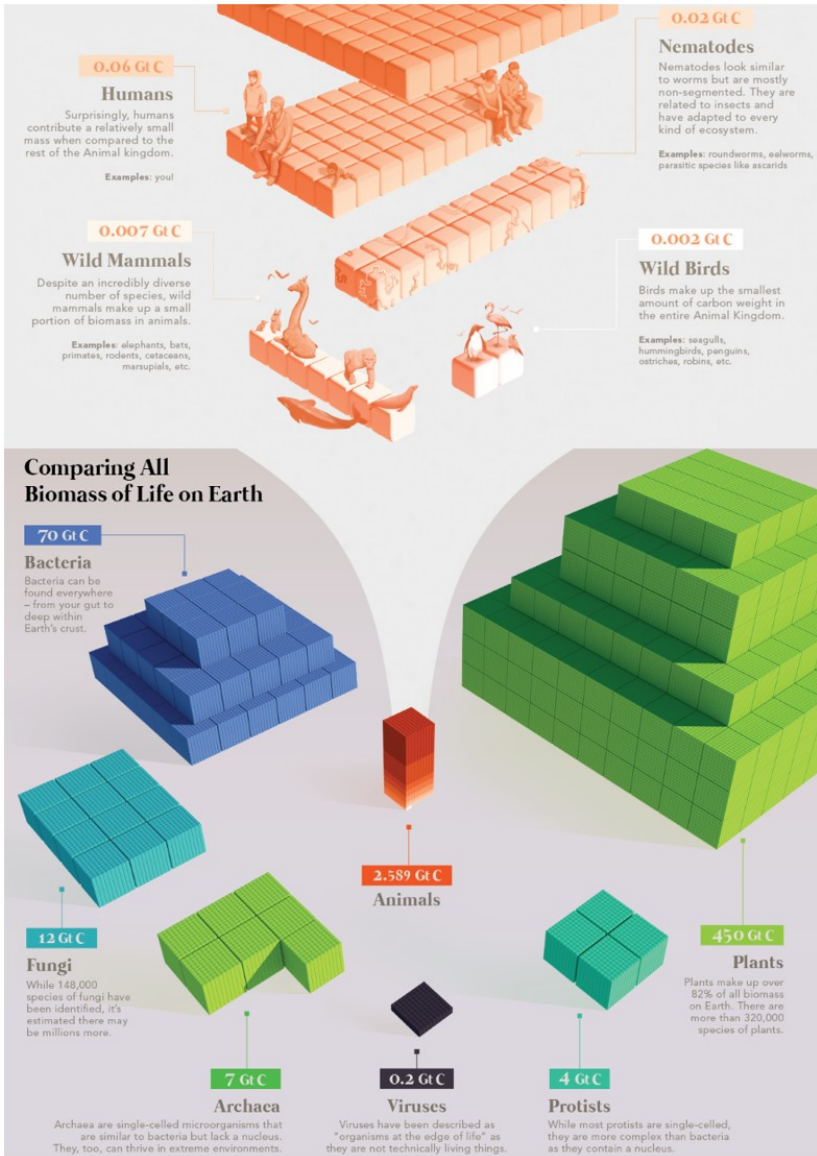 0.06 Gt C
Humans
Surprisingly, humans
contribute a relatively small
mass when compared to the
rest of the Animal kingdom.
Examples: you!
0.02 Gt C
Nematodes
Nematodes look similar
to worms but are mostly
non-segmented. They are
related to insects and
have adapted to every
kind of ecosystem.
Examples: roundworms, eelworms,
parasitic species like ascarids
0.007 Gt C
Wild Mammals
Despite an incredibly diverse
number of species, wild
mammals make up a small
portion of biomass in animals.
Examples: elephants, bats,
primates, rodents, cetaceans,
marsupials, etc.
0.002 Gt C
Wild Birds
Birds make up the smallest
amount of carbon weight in
the entire Animal Kingdom.
Examples: seagulls,
hummingbirds, penguins,
ostriches, robins, etc.
Comparing All
Biomass of Life on Earth
70 Gt C
Bacteria
Bacteria can be
found everywhere
– from your gut to
deep within
Earth's crust.
2.589 Gt C
Animals
12 Gt C
Fungi
While 148,000
species of fungi have
been identified, it's
estimated there may
be millions more.
450 Gt C
Plants
Plants make up over
82% of all biomass
on Earth. There are
more than 320,000
species of plants.
7 Gt C
Archaea
Archaea are single-celled microorganisms that
are similar to bacteria but lack a nucleus.
They, too, can thrive in extreme environments.
0.2 Gt C
Viruses
Viruses have been described as
"organisms at the edge of life" as
they are not technically living things.
4 Gt C
Protists
While most protists are single-celled,
they are more complex than bacteria
as they contain a nucleus.